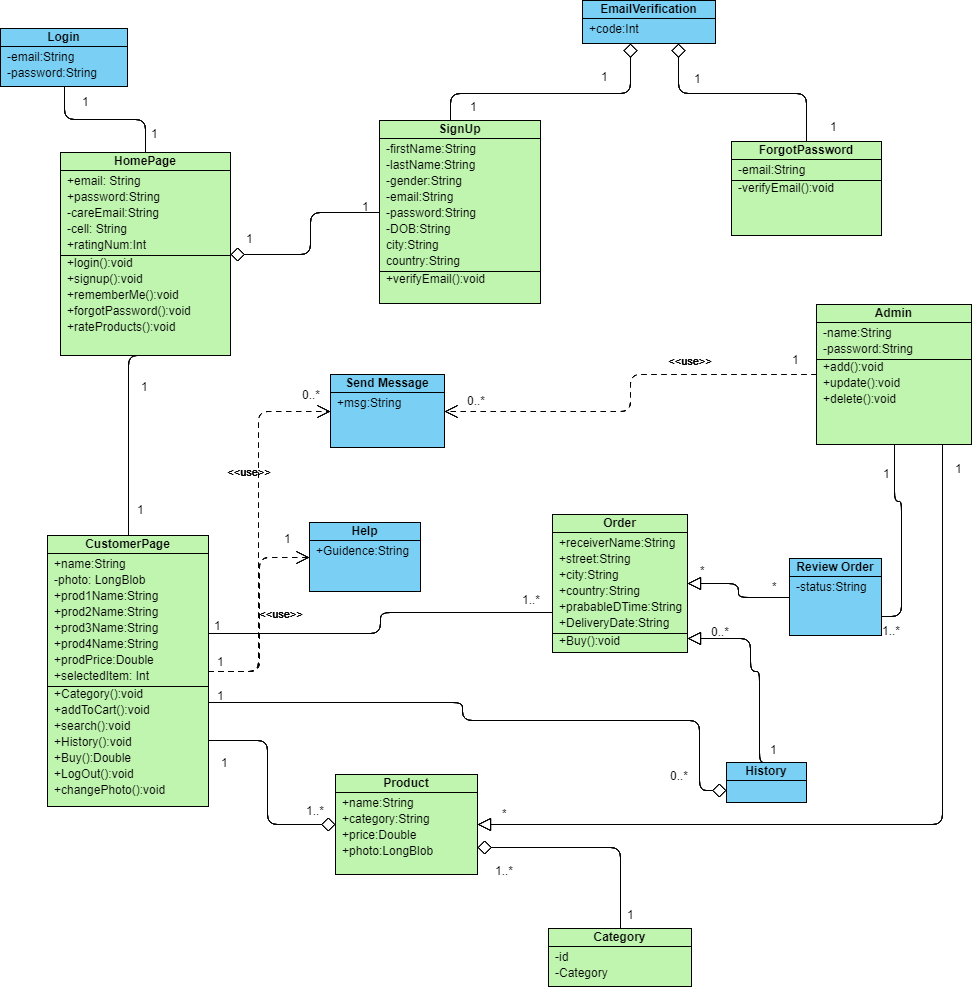 EmailVerification
+code:Int
Login
-email:String
-password:String
1
1
1
1
1
1
SignUp
-firstName:String
-lastName:String
-gender:String
-email:String
-password:String
-DOB:String
city:String
country:String
+verifyEmail():void
ForgotPassword
-email:String
-verifyEmail():void
HomePage
+email: String
+password:String
-careEmail:String
-cell: String
+ratingNum:Int
+login():void
+signup():void
+rememberMe():void
+forgotPassword():void
+rateProducts():void
1
1
Admin
-name:String
-password:String
+add():void
+update():void
+delete():void
<<use>>
1
Send Message
+msg:String
0..*
0..*
1
<<use>>
1
1
1
CustomerPage
+name:String
-photo: LongBlob
+prod1Name:String
+prod2Name:String
+prod3Name:String
+prod4Name:String
+prodPrice:Double
+selectedItem: Int
+Category():void
+addToCart():void
+search():void
+History():void
+Buy():Double
+LogOut():void
+changePhoto():void
Help
+Guidence:String
1
<<use>>
Order
+receiverName:String
+street:String
+city:String
+country:String
+prabableDTime:String
+DeliveryDate:String
+Buy():void
Review Order
-status:String
*
*
1..*
1
1
1
1..*
0..*
1
History
0..*
1
1..*
Product
+name:String
+category:String
+price:Double
+photo:LongBlob
*
1..*
1
Category
-id
-Category